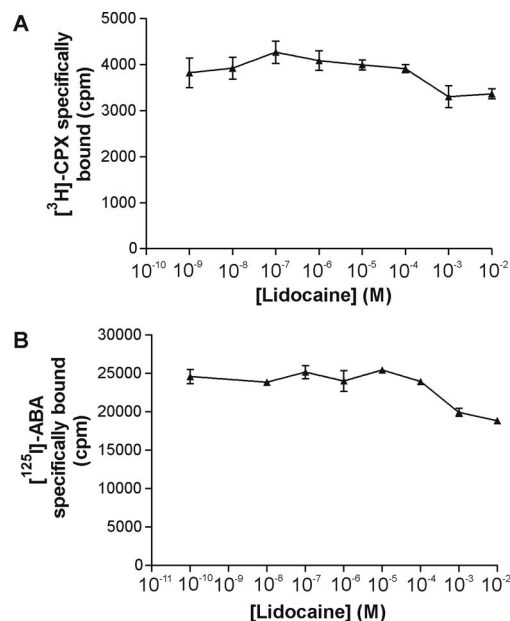 A
[³H]-CPX specifically
bound (cpm)
5000
4000
3000
2000
1000
0
10⁻¹⁰ 10⁻⁹ 10⁻⁸ 10⁻⁷ 10⁻⁶ 10⁻⁵ 10⁻⁴ 10⁻³ 10⁻²
[Lidocaine] (M)
B
[¹²⁵I]-ABA
specifically bound
(cpm)
30000
25000
20000
15000
10000
5000
0
10⁻¹¹ 10⁻¹⁰ 10⁻⁹ 10⁻⁸ 10⁻⁷ 10⁻⁶ 10⁻⁵ 10⁻⁴ 10⁻³ 10⁻²
[Lidocaine] (M)